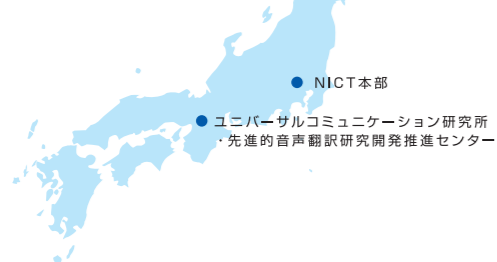 NICT本部
ユニバーサルコミュニケーション研究所
・先進的音声翻訳研究開発推進センター